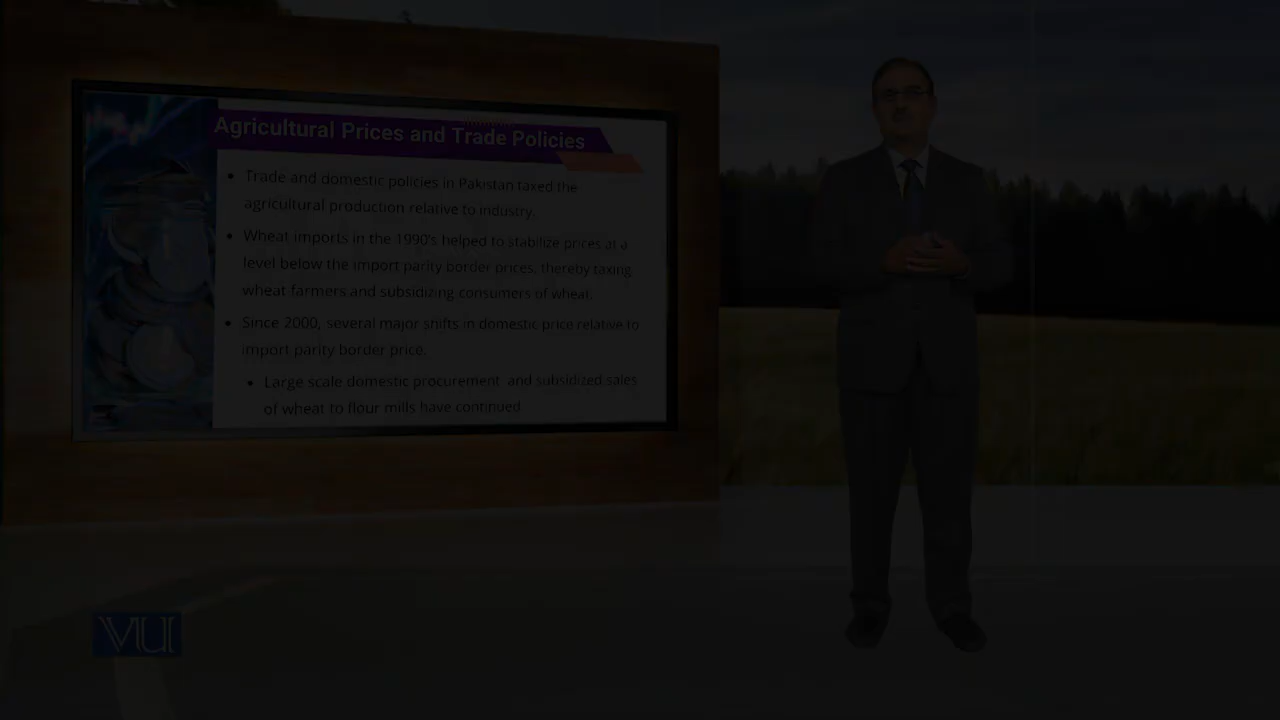 Agricultural Prices and Trade Policies
• Trade and domestic policies in Pakistan taxed the
agricultural production relative to industry.
• Wheat imports in the 1990's helped to stabilize prices at a
level below the import parity border prices, thereby taxing
wheat farmers and subsidizing consumers of wheat.
• Since 2000, several major shifts in domestic price relative to
import parity border price.
• Large scale domestic procurement and subsidized sales
of wheat to flour mills have continued
VU